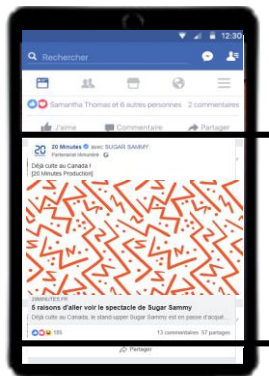 12:30
Rechercher
Samantha Thomas et 6 autres personnes 2 commentaires
J'aime Commentaire Partager
20 20 Minutes avec SUGAR SAMMY.
Partenariat rémunéré
Déjà culte au Canada !
[20 Minutes Production]
20MINUTES.FR
5 raisons d'aller voir le spectacle de Sugar Sammy
Déjà culte au Canada, le stand-upper Sugar Sammy est en passe d'acqué...
185 13 commentaires 57 partages
Partager